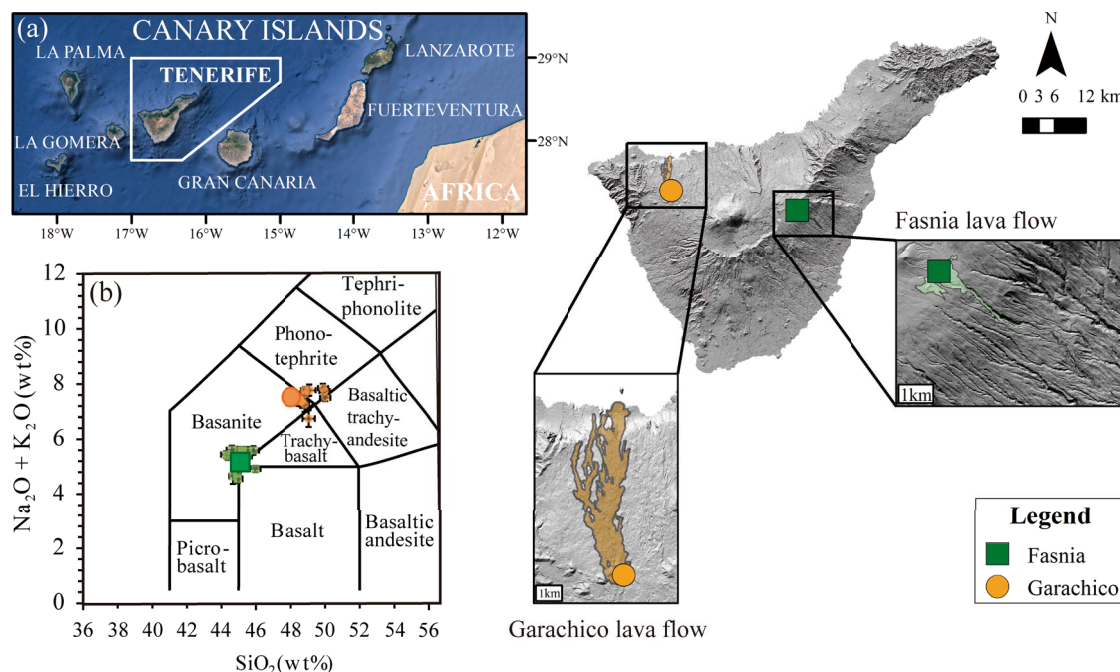 (a)
CANARY ISLANDS
LA PALMA
LANZAROTE
TENERIFE
FUERTEVENTURA
LA GOMERA
EL HIERRO
GRAN CANARIA
AFRICA
29°N
28°N
18°W
17°W
16°W
15°W
14°W
13°W
12°W
N
0 3 6 12 km
Fasnia lava flow
1km
1km
Garachico lava flow
Legend
Fasnia
Garachico
(b)
Na₂O + K₂O (wt%)
12
10
8
6
4
2
0
Tephri-
phonolite
Phono-
tephrite
Basanite
Basaltic
trachy-
andesite
Trachy-
basalt
Picro-
basalt
Basalt
Basaltic
andesite
36 38 40 42 44 46 48 50 52 54 56
SiO₂(wt%)